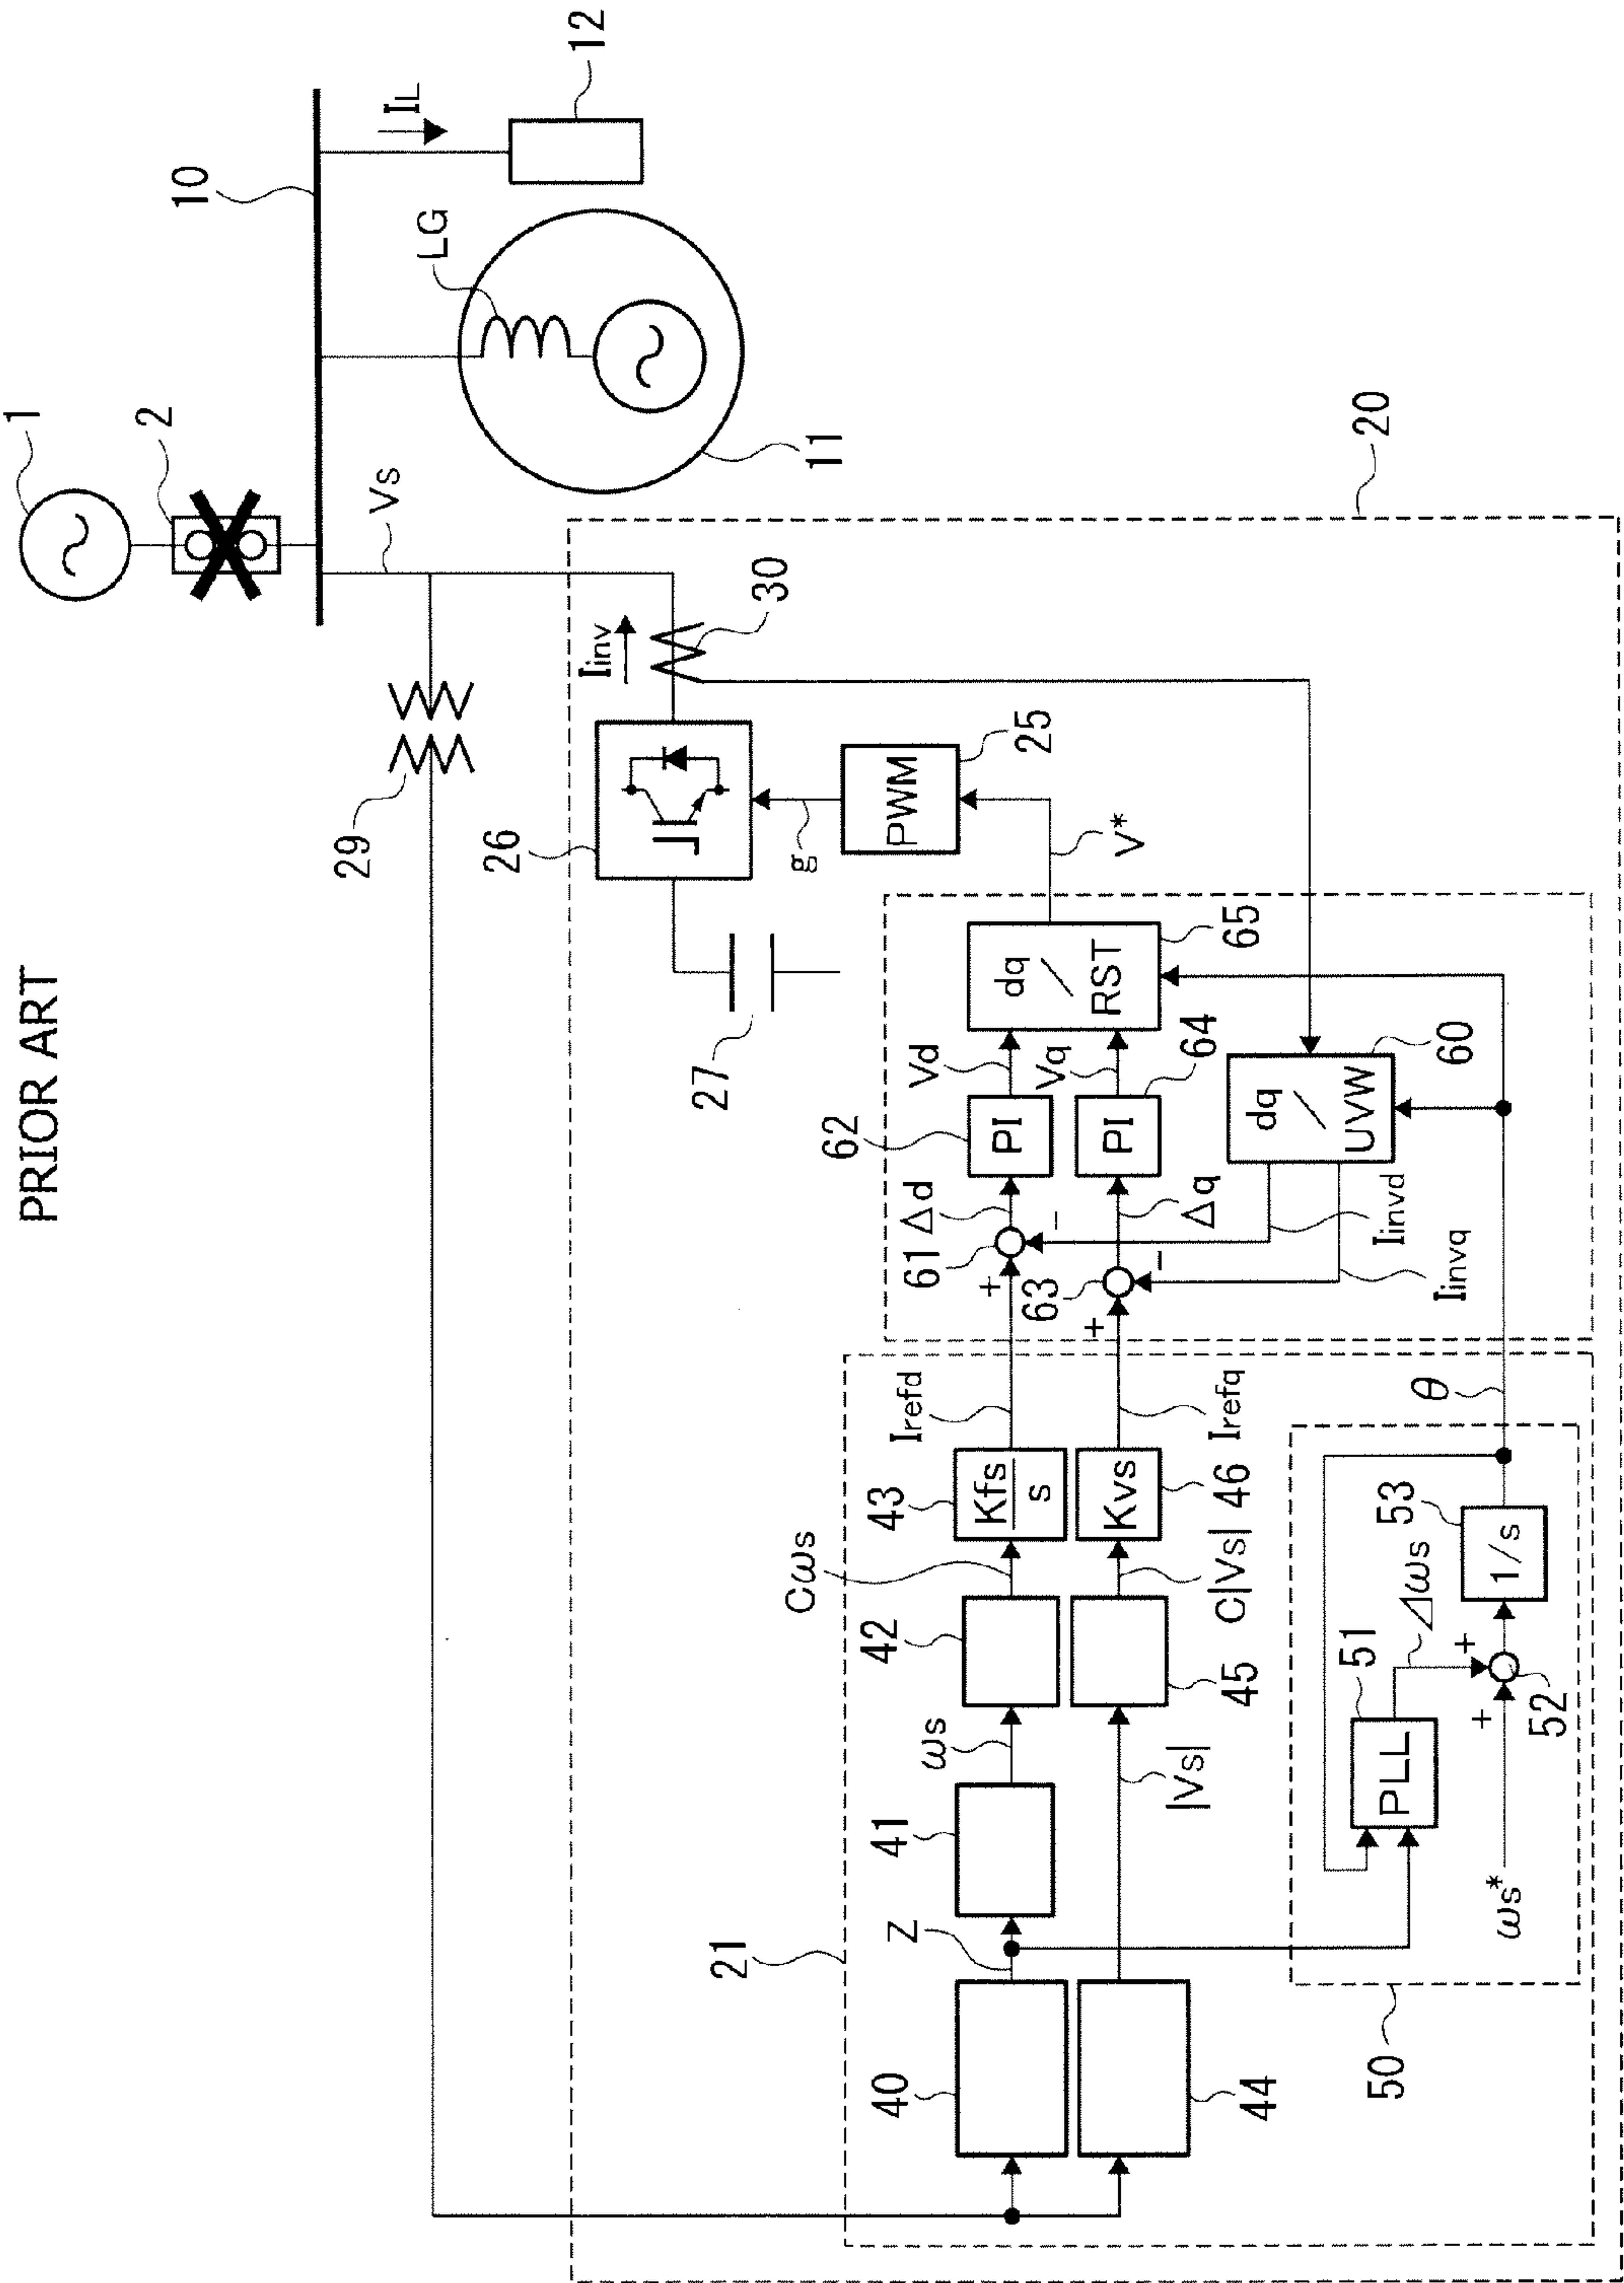 PRIOR ART
1
2
10
Vs
LG
11
IL
12
29
20
26
Iinv
30
27
g
PWM
25
V*
21
40
Z
41
ωs
42
Cωs
43
Kfs
s
Irefd
44
|Vs|
45
C|Vs|
Kvs
46
Irefq
+
61
Δd
−
62
PI
Vd
+
63
Δq
−
PI
64
Vq
dq
/
RST
65
dq
/
UVW
60
Iinvd
Iinvq
50
PLL
51
Δωs
+
+
52
ωs*
1/s
53
θ